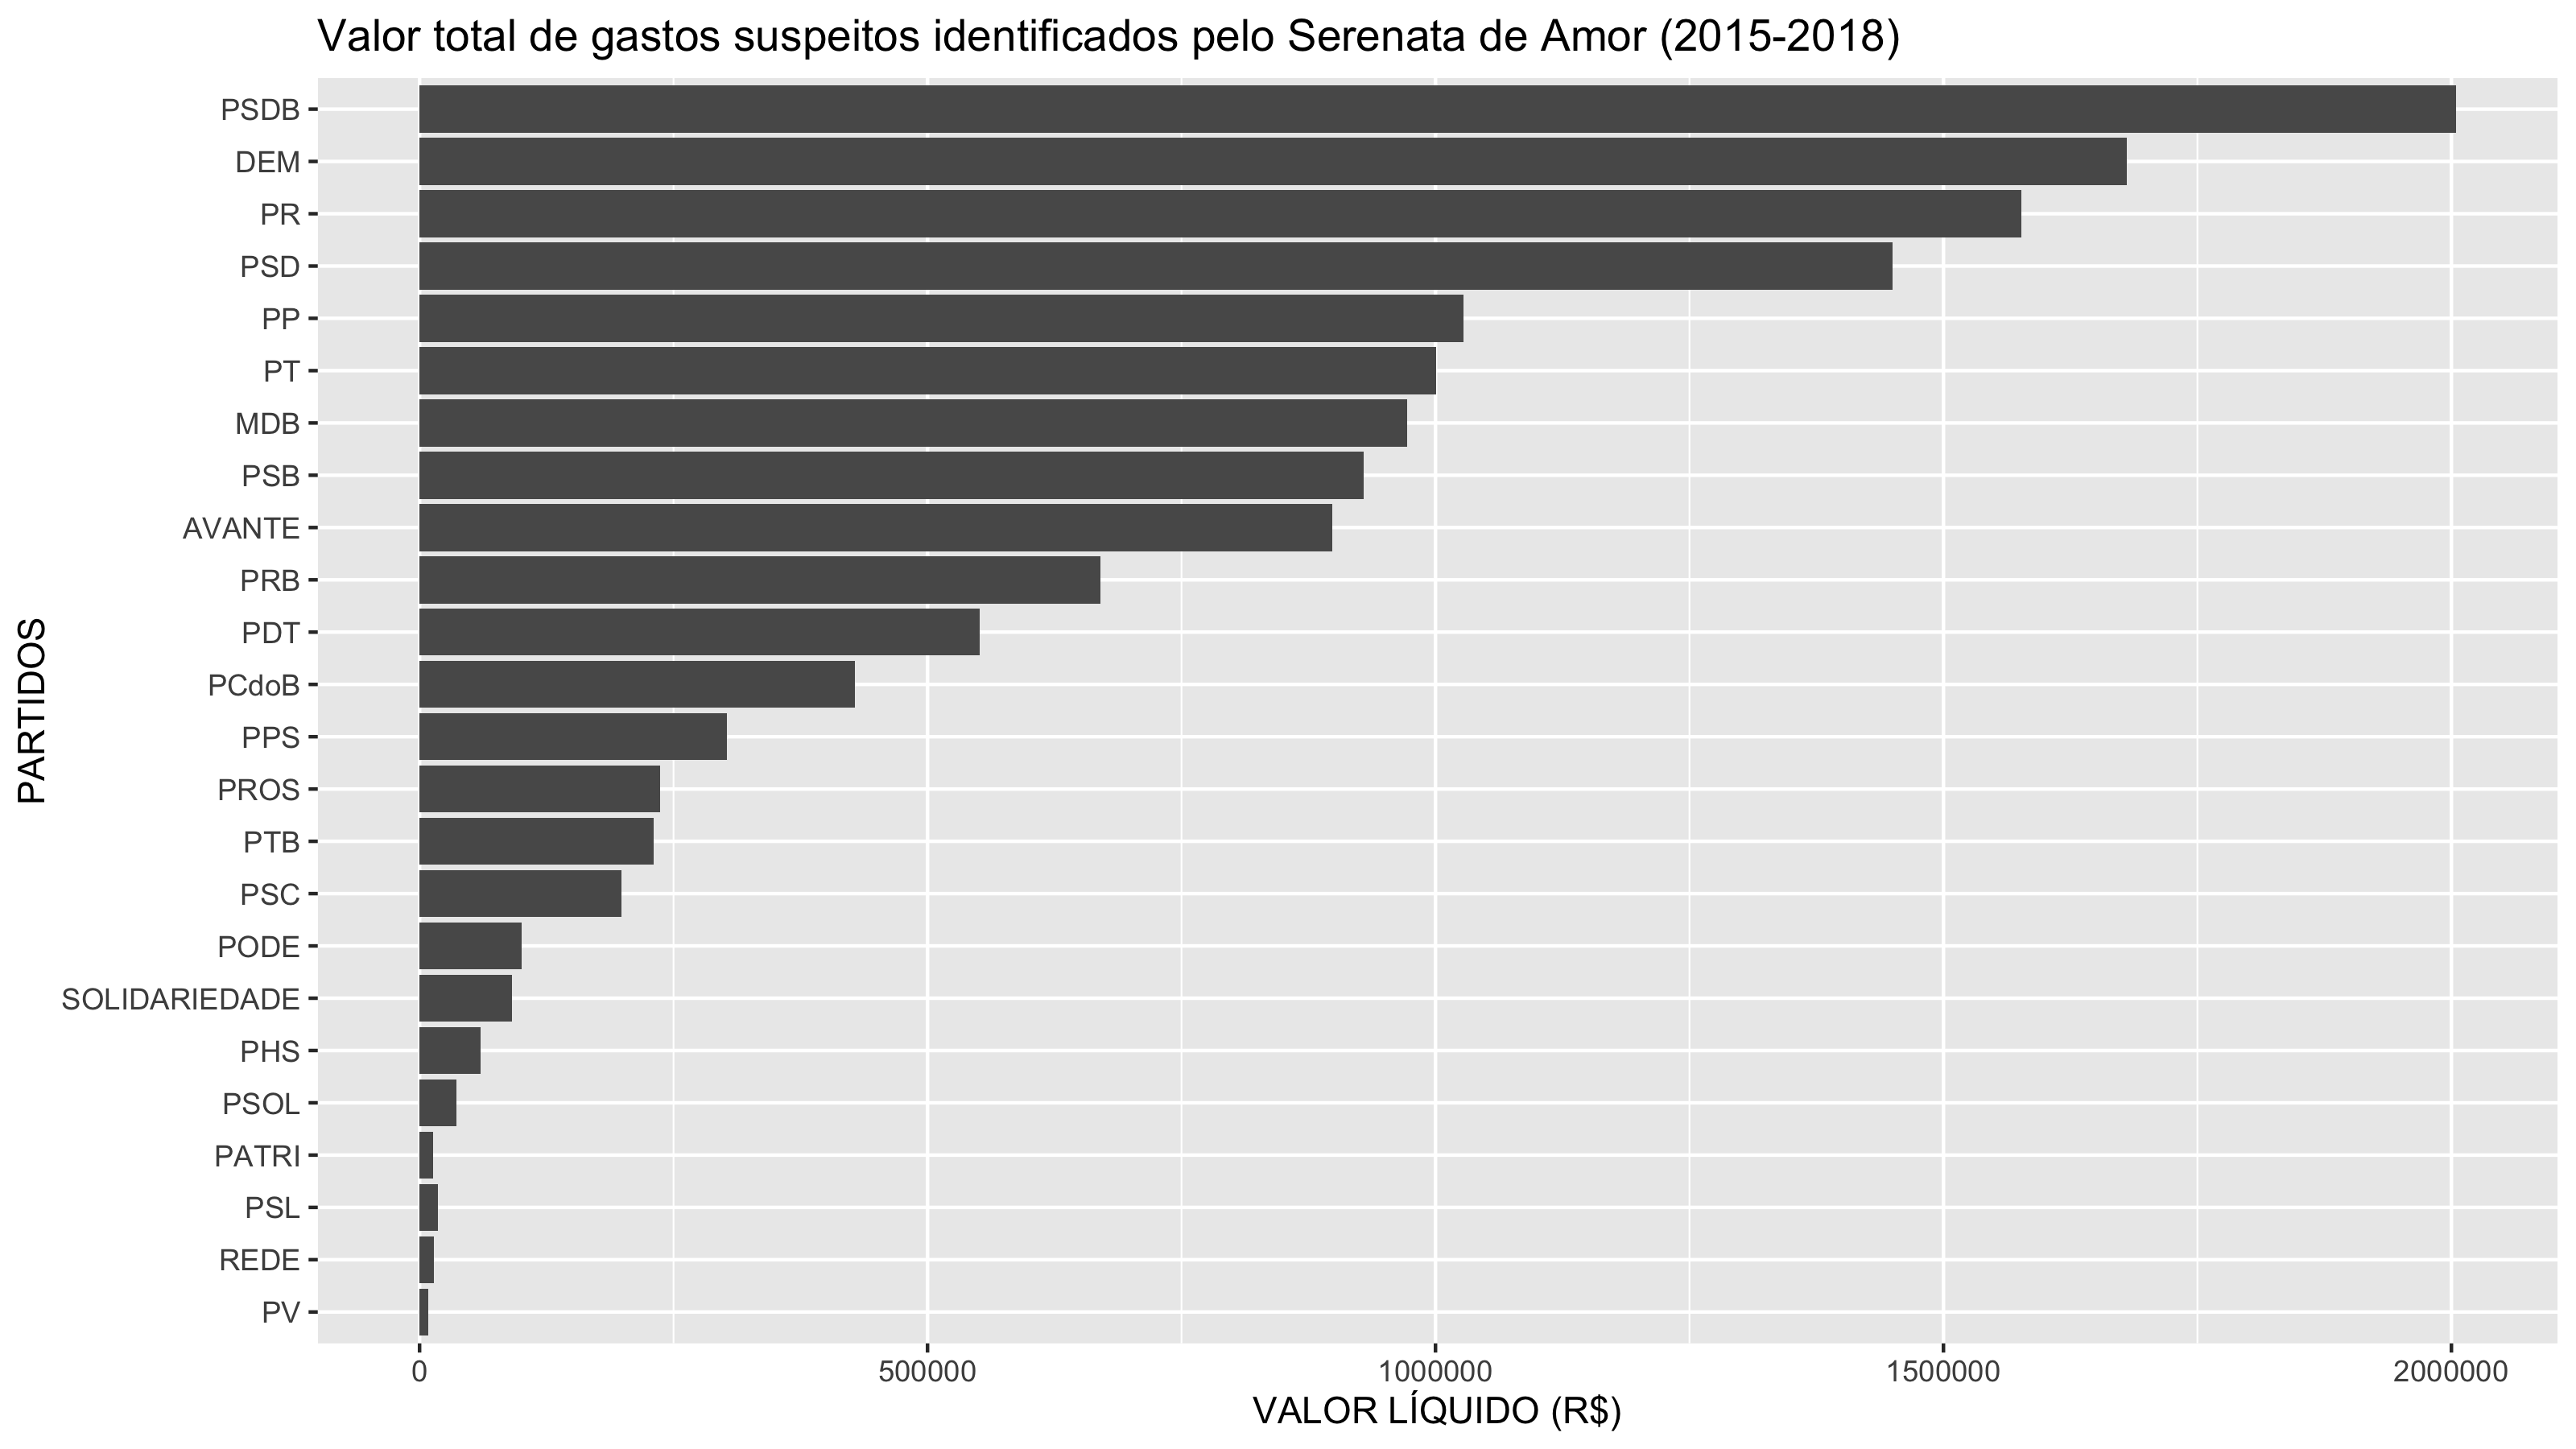 Valor total de gastos suspeitos identificados pelo Serenata de Amor (2015-2018)
PSDB
DEM
PR
PSD
PP
PT
MDB
PSB
AVANTE
PRB
PDT
PCdoB
PPS
PROS
PTB
PSC
PODE
SOLIDARIEDADE
PHS
PSOL
PATRI
PSL
REDE
PV
PARTIDOS
0 500000 1000000 1500000 2000000
VALOR LÍQUIDO (R$)